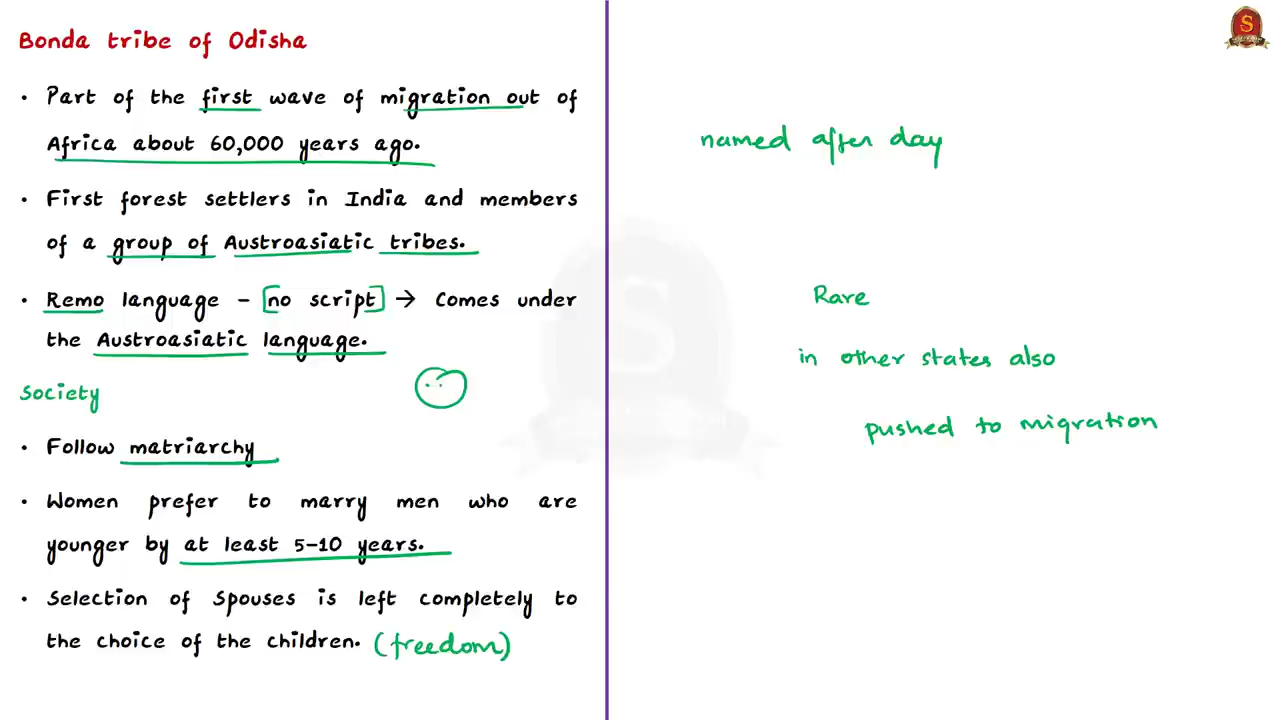 Bonda tribe of Odisha
• Part of the first wave of migration out of
Africa about 60,000 years ago.
• First forest settlers in India and members
of a group of Austroasiatic tribes.
• Remo language - [no script] → Comes under
the Austroasiatic language.
Society
• Follow matriarchy
• Women prefer to marry men who are
younger by at least 5-10 years.
• Selection of Spouses is left completely to
the choice of the children. (freedom)
named after day
Rare
in other states also
pushed to migration
S